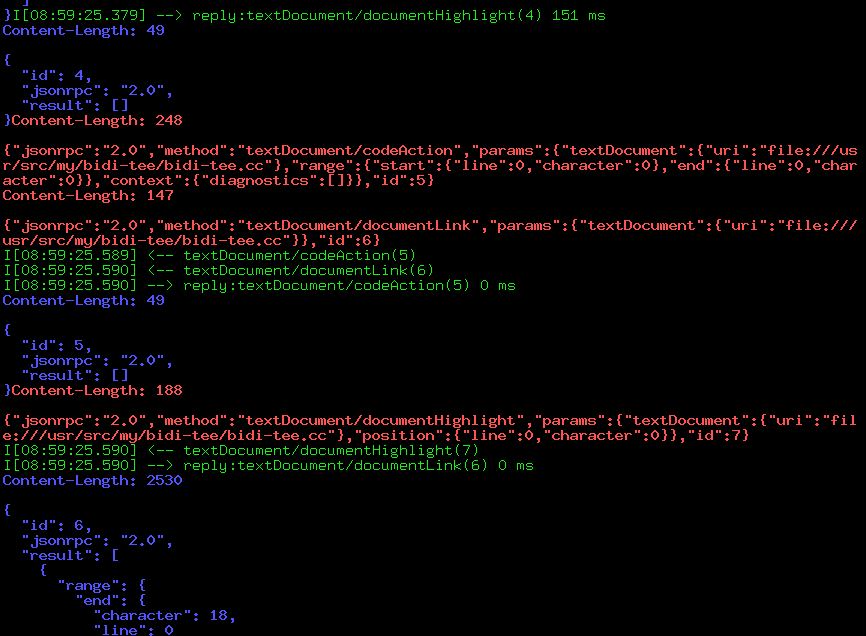 ]
}I[08:59:25.379] --> reply:textDocument/documentHighlight(4) 151 ms
Content-Length: 49

{
  "id": 4,
  "jsonrpc": "2.0",
  "result": []
}Content-Length: 248

{"jsonrpc":"2.0","method":"textDocument/codeAction","params":{"textDocument":{"uri":"file:///us
r/src/my/bidi-tee/bidi-tee.cc"},"range":{"start":{"line":0,"character":0},"end":{"line":0,"char
acter":0}},"context":{"diagnostics":[]}},"id":5}
Content-Length: 147

{"jsonrpc":"2.0","method":"textDocument/documentLink","params":{"textDocument":{"uri":"file:///
usr/src/my/bidi-tee/bidi-tee.cc"}},"id":6}
I[08:59:25.589] <-- textDocument/codeAction(5)
I[08:59:25.590] <-- textDocument/documentLink(6)
I[08:59:25.590] --> reply:textDocument/codeAction(5) 0 ms
Content-Length: 49

{
  "id": 5,
  "jsonrpc": "2.0",
  "result": []
}Content-Length: 188

{"jsonrpc":"2.0","method":"textDocument/documentHighlight","params":{"textDocument":{"uri":"fil
e:///usr/src/my/bidi-tee/bidi-tee.cc"},"position":{"line":0,"character":0}},"id":7}
I[08:59:25.590] <-- textDocument/documentHighlight(7)
I[08:59:25.590] --> reply:textDocument/documentLink(6) 0 ms
Content-Length: 2530

{
  "id": 6,
  "jsonrpc": "2.0",
  "result": [
    {
      "range": {
        "end": {
          "character": 18,
          "line": 0